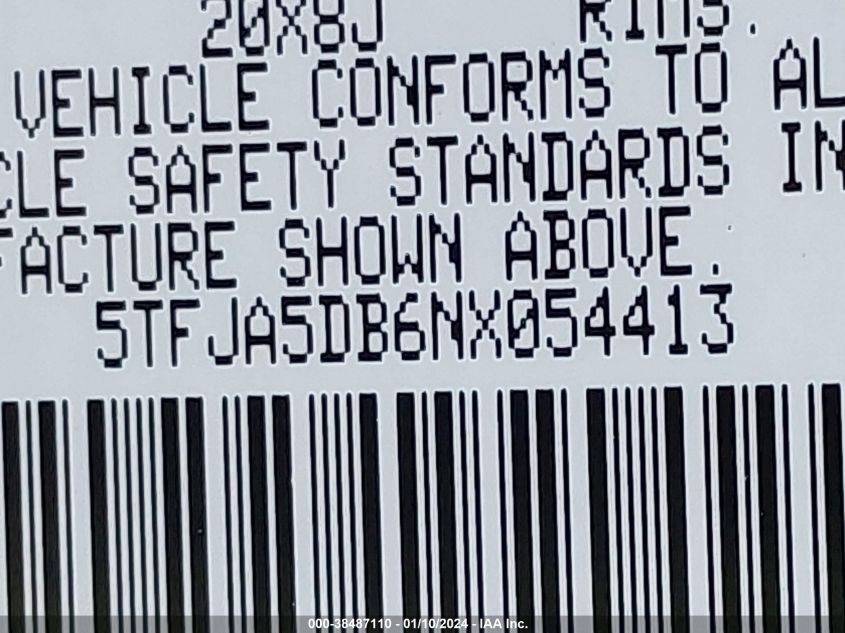 20X8J RIMS.
VEHICLE CONFORMS TO AL
CLE SAFETY STANDARDS IN
FACTURE SHOWN ABOVE.
5TFJA5DB6NX054413
000-38487110 - 01/10/2024 - IAA Inc.